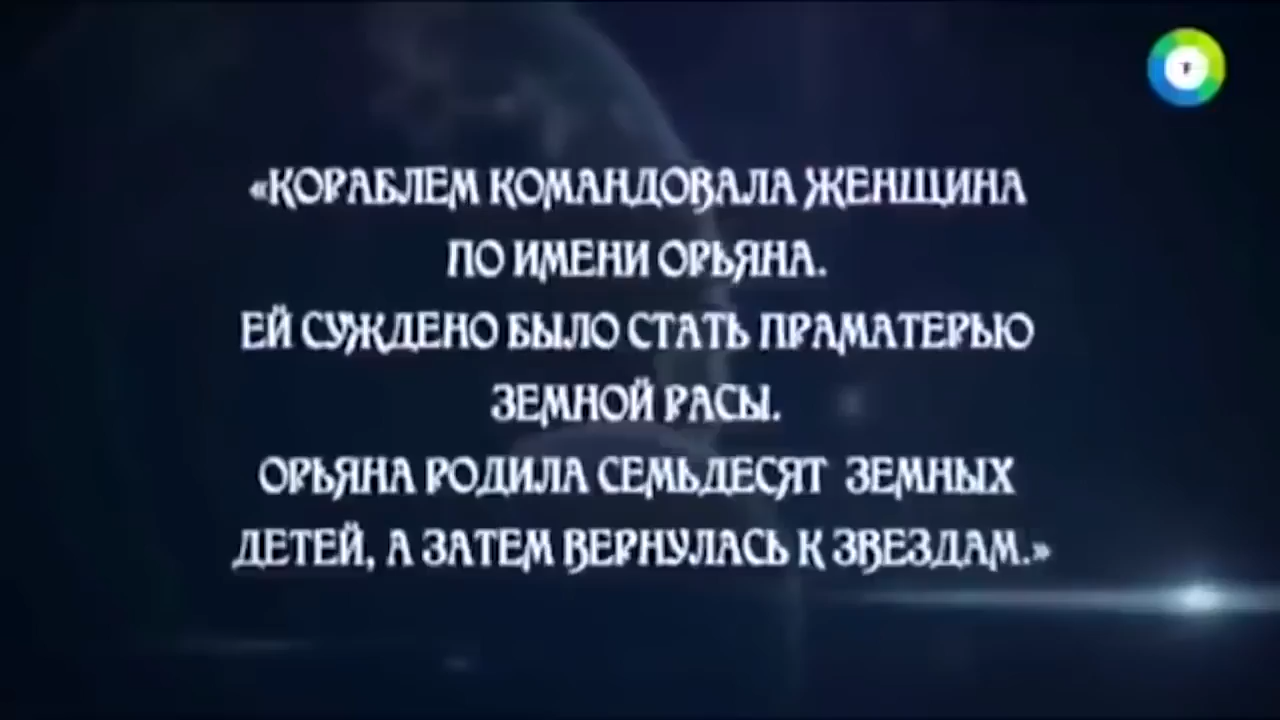 «КОРАБЛЕМ КОМАНДОВАЛА ЖЕНЩИНА
ПО ИМЕНИ ОРЬЯНА.
ЕЙ СУЖДЕНО БЫЛО СТАТЬ ПРАМАТЕРЬЮ
ЗЕМНОЙ РАСЫ.
ОРЬЯНА РОДИЛА СЕМЬДЕСЯТ ЗЕМНЫХ
ДЕТЕЙ, А ЗАТЕМ ВЕРНУЛАСЬ К ЗВЕЗДАМ.»